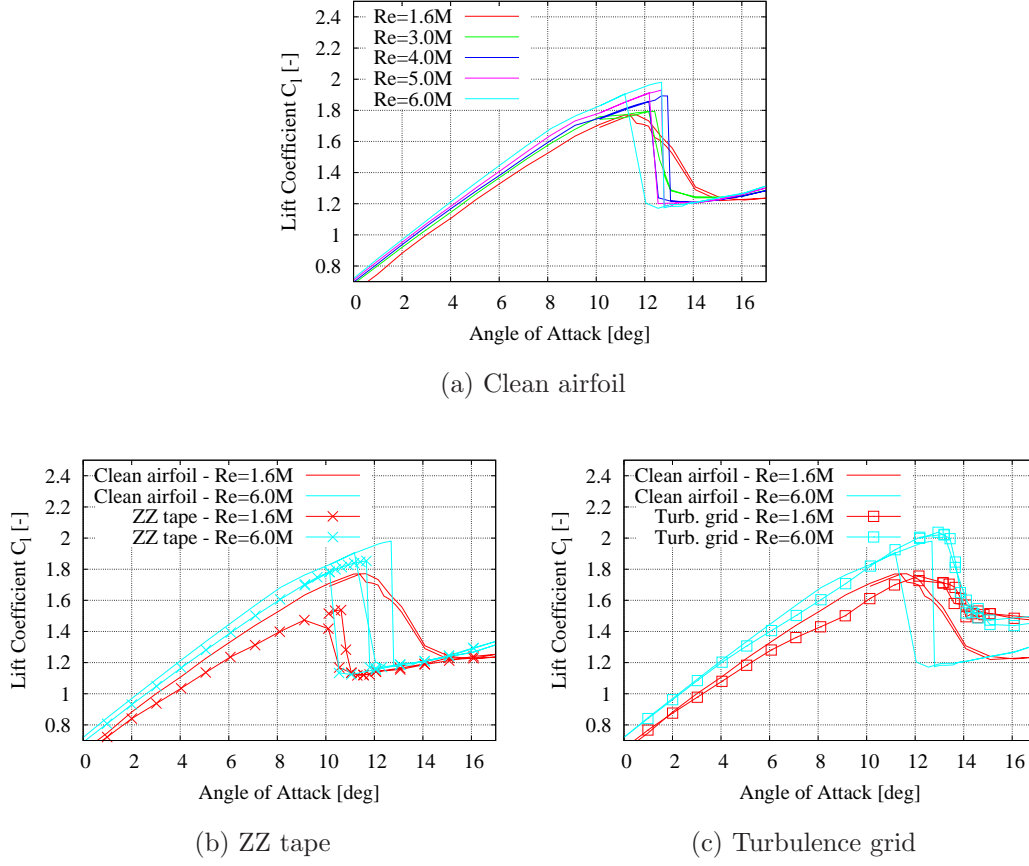 2.4
2.2
2
1.8
1.6
1.4
1.2
1
0.8
Lift Coefficient C_l [-]
Re=1.6M
Re=3.0M
Re=4.0M
Re=5.0M
Re=6.0M
0 2 4 6 8 10 12 14 16
Angle of Attack [deg]
(a) Clean airfoil
2.4
2.2
2
1.8
1.6
1.4
1.2
1
0.8
Lift Coefficient C_l [-]
Clean airfoil - Re=1.6M
Clean airfoil - Re=6.0M
ZZ tape - Re=1.6M
ZZ tape - Re=6.0M
0 2 4 6 8 10 12 14 16
Angle of Attack [deg]
(b) ZZ tape
2.4
2.2
2
1.8
1.6
1.4
1.2
1
0.8
Lift Coefficient C_l [-]
Clean airfoil - Re=1.6M
Clean airfoil - Re=6.0M
Turb. grid - Re=1.6M
Turb. grid - Re=6.0M
0 2 4 6 8 10 12 14 16
Angle of Attack [deg]
(c) Turbulence grid